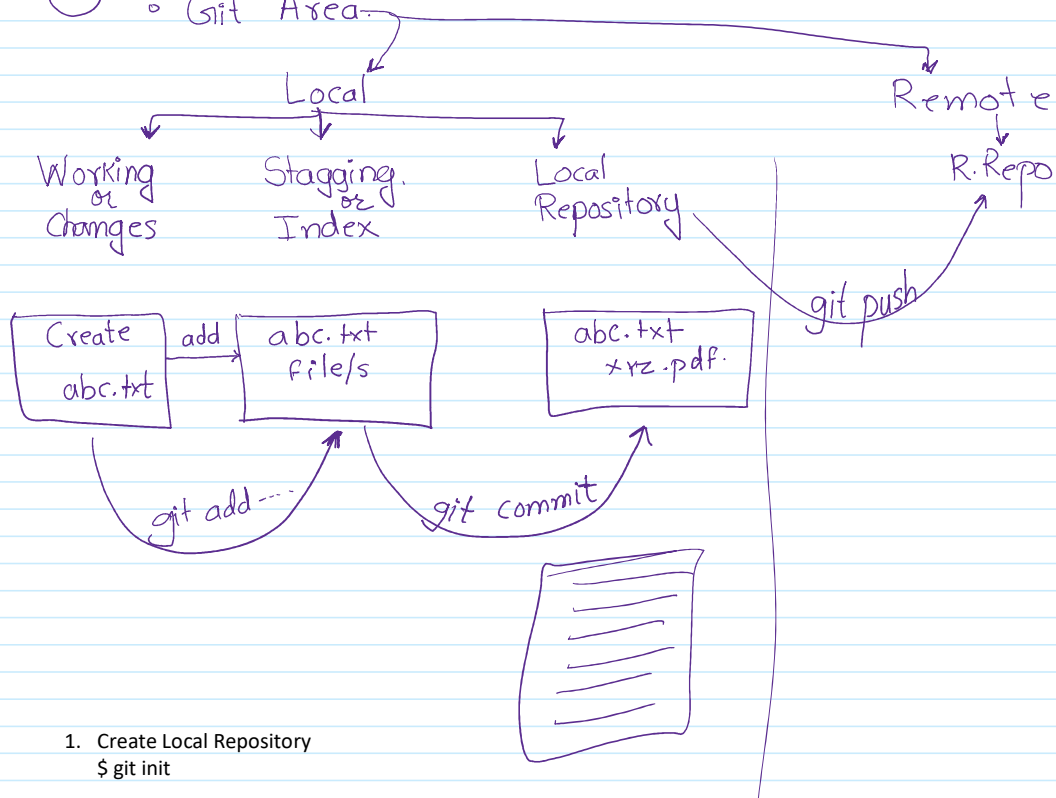 • Git Area
Local
Remote
Working
or
Changes
Stagging.
or
Index
Local
Repository
R.Repo
git push
Create
abc.txt
add
abc.txt
file/s
abc.txt
xyz.pdf.
git add ----
git commit
1. Create Local Repository
$ git init